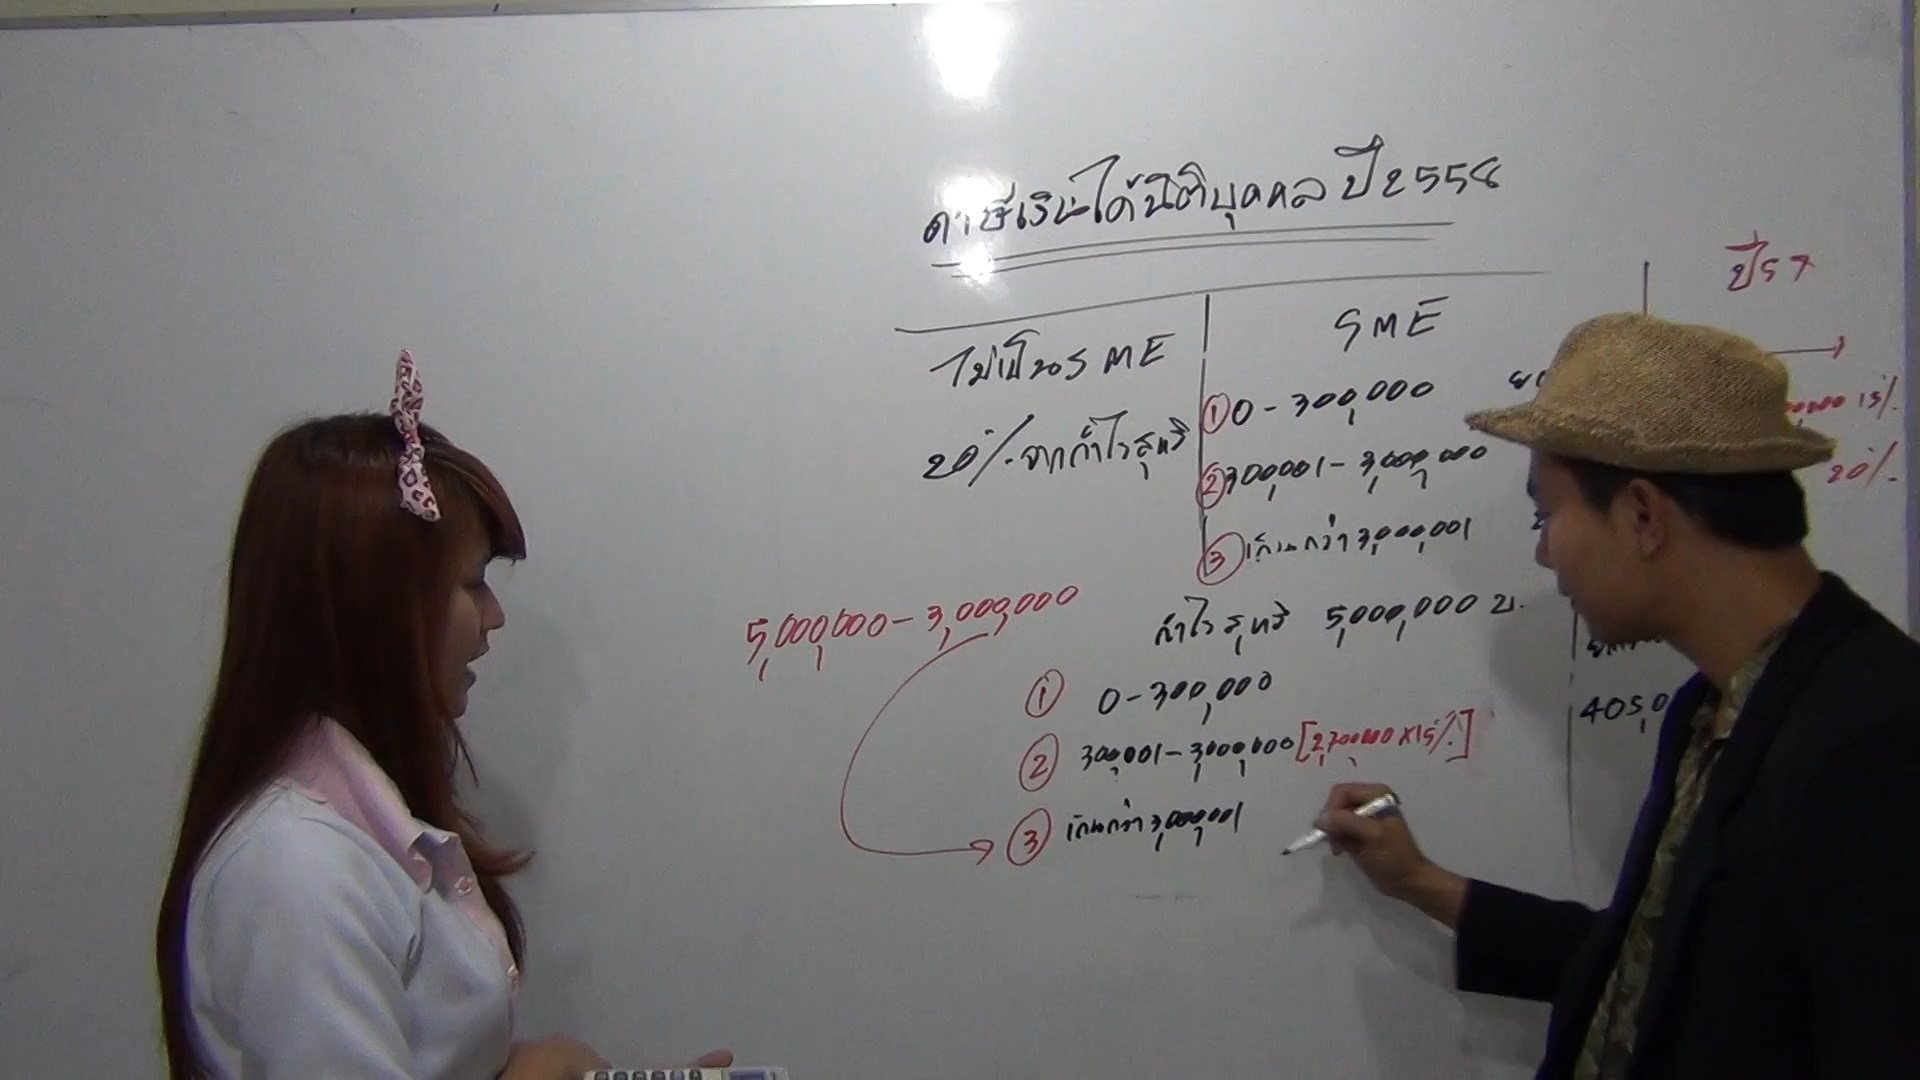 ภาษีเงินได้นิติบุคคล ปี 2558
ปี 57
ไม่เป็น SME
SME
20% จากกำไรสุทธิ
① 0 - 300,000
15%
② 300,001 - 3,000,000
20%
③ เกินกว่า 3,000,001
กำไรสุทธิ 5,000,000 บ.
5,000,000 - 3,000,000
① 0 - 300,000
② 300,001 - 3,000,000 [2,700,000 x 15%]
405,0
③ เกินกว่า 3,000,001